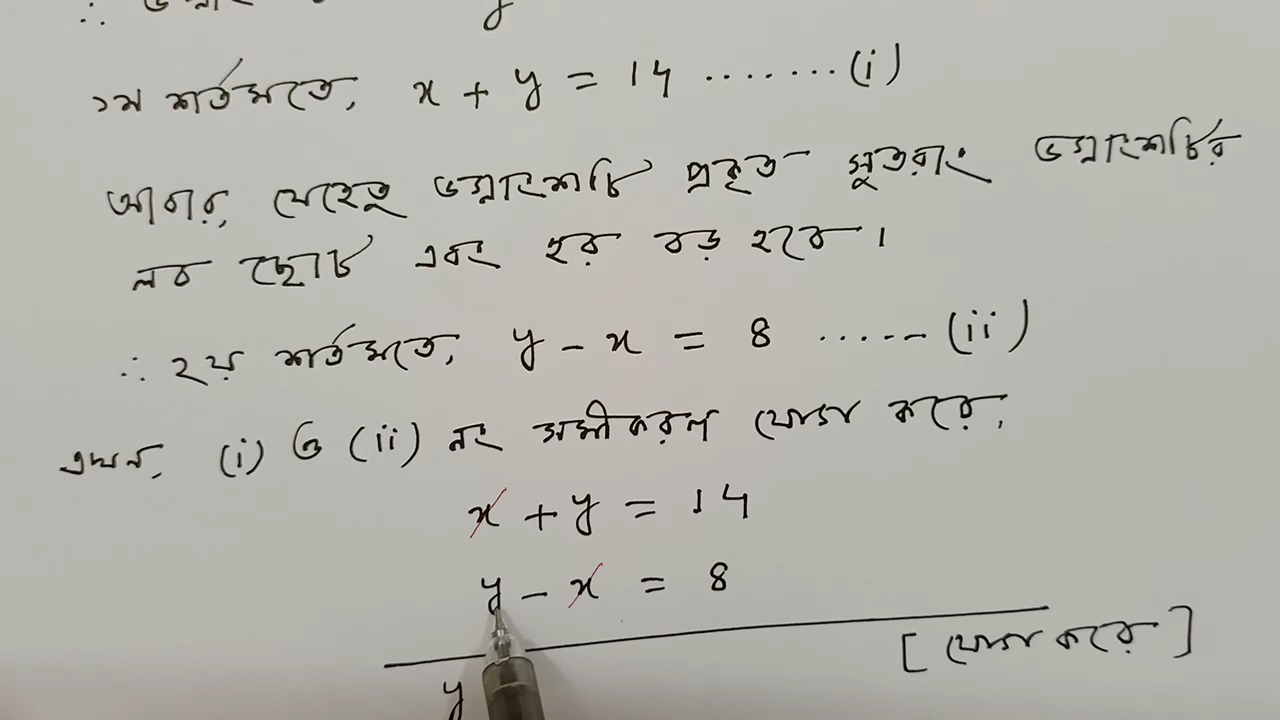 y
১ম শর্তমতে, x + y = 14 ....... (i)
আবার, যেহেতু ভগ্নাংশটি প্রকৃত সুতরাং ভগ্নাংশটির
লব ছোট এবং হর বড় হবে।
∴ ২য় শর্তমতে, y - x = 8 ...... (ii)
এখন, (i) ও (ii) নং সমীকরণ যোগ করে,
x + y = 14
y - x = 8
[যোগ করে]
y